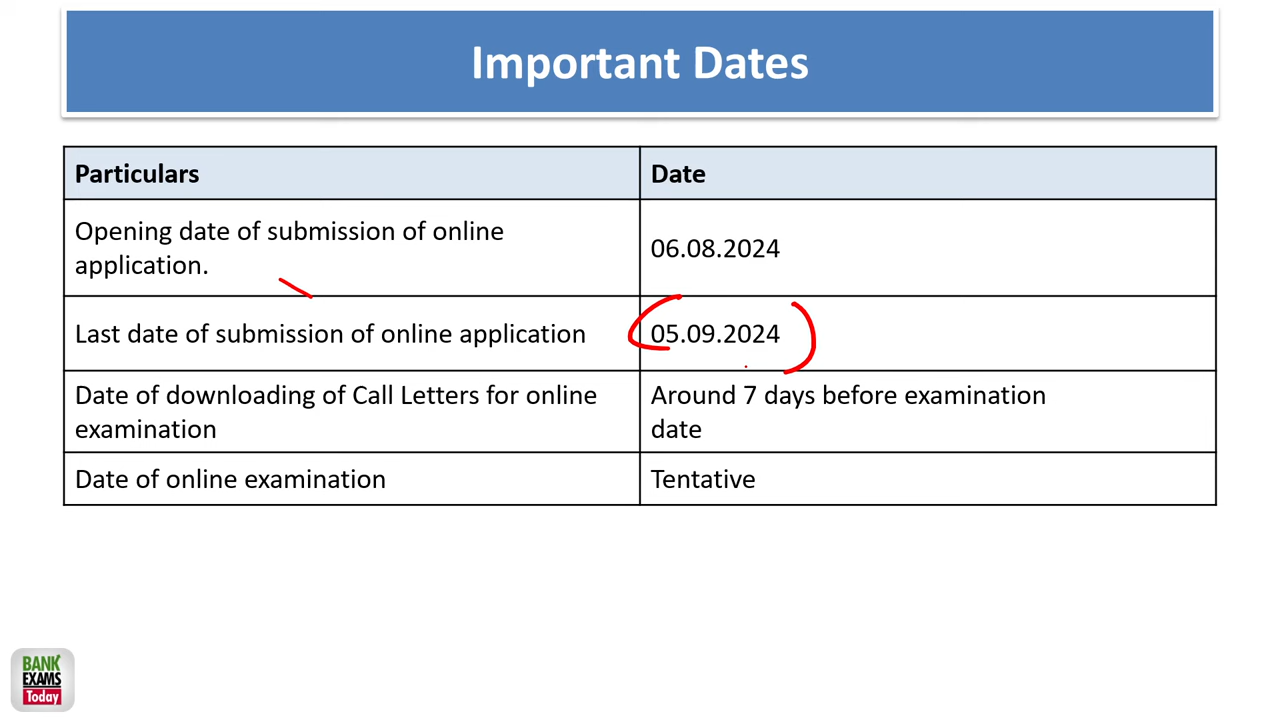 Important Dates
Particulars
Date
Opening date of submission of online
application.
06.08.2024
Last date of submission of online application
05.09.2024
Date of downloading of Call Letters for online
examination
Around 7 days before examination
date
Date of online examination
Tentative
BANK
EXAMS
Today